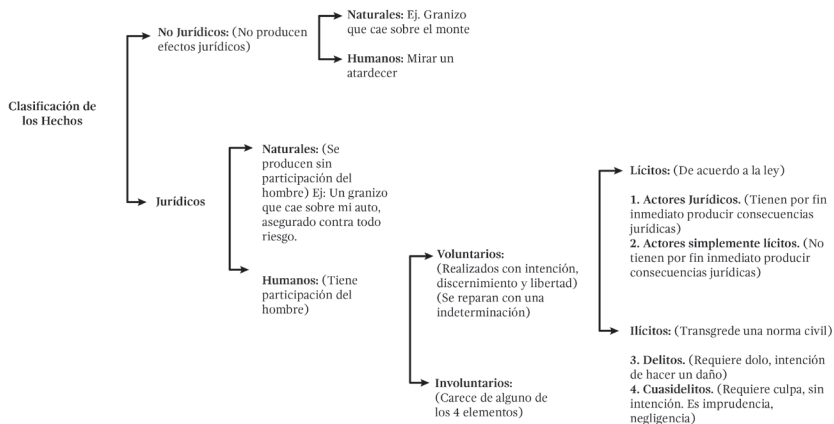 Clasificación de
los Hechos
No Jurídicos: (No producen
efectos jurídicos)
Naturales: Ej. Granizo
que cae sobre el monte
Humanos: Mirar un
atardecer
Jurídicos
Naturales: (Se
producen sin
participación del
hombre) Ej: Un granizo
que cae sobre mi auto,
asegurado contra todo
riesgo.
Humanos: (Tiene
participación del
hombre)
Voluntarios:
(Realizados con intención,
discernimiento y libertad)
(Se reparan con una
indeterminación)
Involuntarios:
(Carece de alguno de
los 4 elementos)
Lícitos: (De acuerdo a la ley)
1. Actores Jurídicos. (Tienen por fin
inmediato producir consecuencias
jurídicas)
2. Actores simplemente lícitos. (No
tienen por fin inmediato producir
consecuencias jurídicas)
Ilícitos: (Transgrede una norma civil)
3. Delitos. (Requiere dolo, intención
de hacer un daño)
4. Cuasidelitos. (Requiere culpa, sin
intención. Es imprudencia,
negligencia)